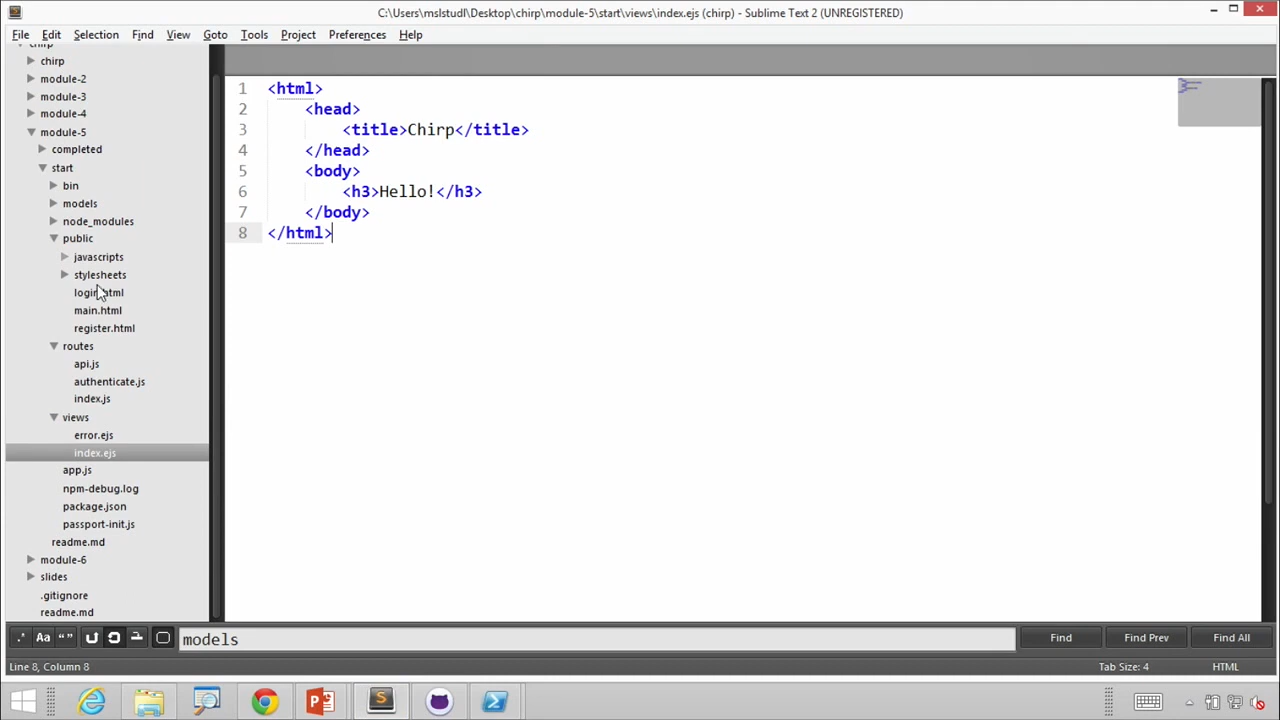 C:\Users\mslstudl\Desktop\chirp\module-5\start\views\index.ejs (chirp) - Sublime Text 2 (UNREGISTERED)
File Edit Selection Find View Goto Tools Project Preferences Help
chirp
chirp
module-2
module-3
module-4
module-5
completed
start
bin
models
node_modules
public
javascripts
stylesheets
login.html
main.html
register.html
routes
api.js
authenticate.js
index.js
views
error.ejs
index.ejs
app.js
npm-debug.log
package.json
passport-init.js
readme.md
module-6
slides
.gitignore
readme.md
1 <html>
2 <head>
3 <title>Chirp</title>
4 </head>
5 <body>
6 <h3>Hello!</h3>
7 </body>
8 </html>
.* Aa “” models Find Find Prev Find All
Line 8, Column 8 Tab Size: 4 HTML